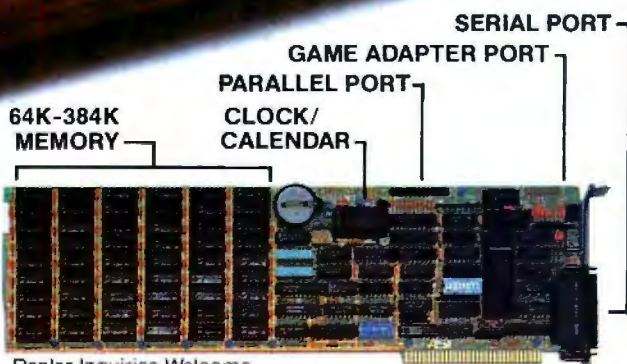 SERIAL PORT
GAME ADAPTER PORT
PARALLEL PORT
64K-384K
MEMORY
CLOCK/
CALENDAR
Dealer Inquiries Welcome